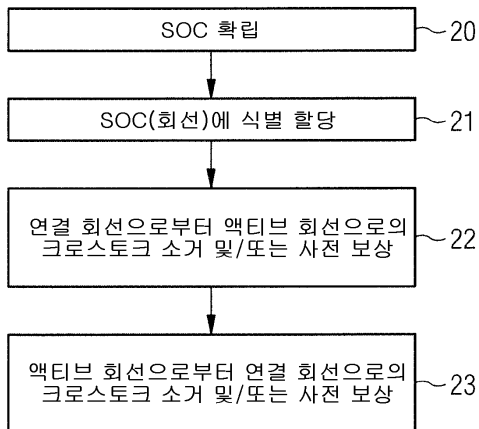 SOC 확립
20
SOC(회선)에 식별 할당
21
연결 회선으로부터 액티브 회선으로의
크로스토크 소거 및/또는 사전 보상
22
액티브 회선으로부터 연결 회선으로의
크로스토크 소거 및/또는 사전 보상
23